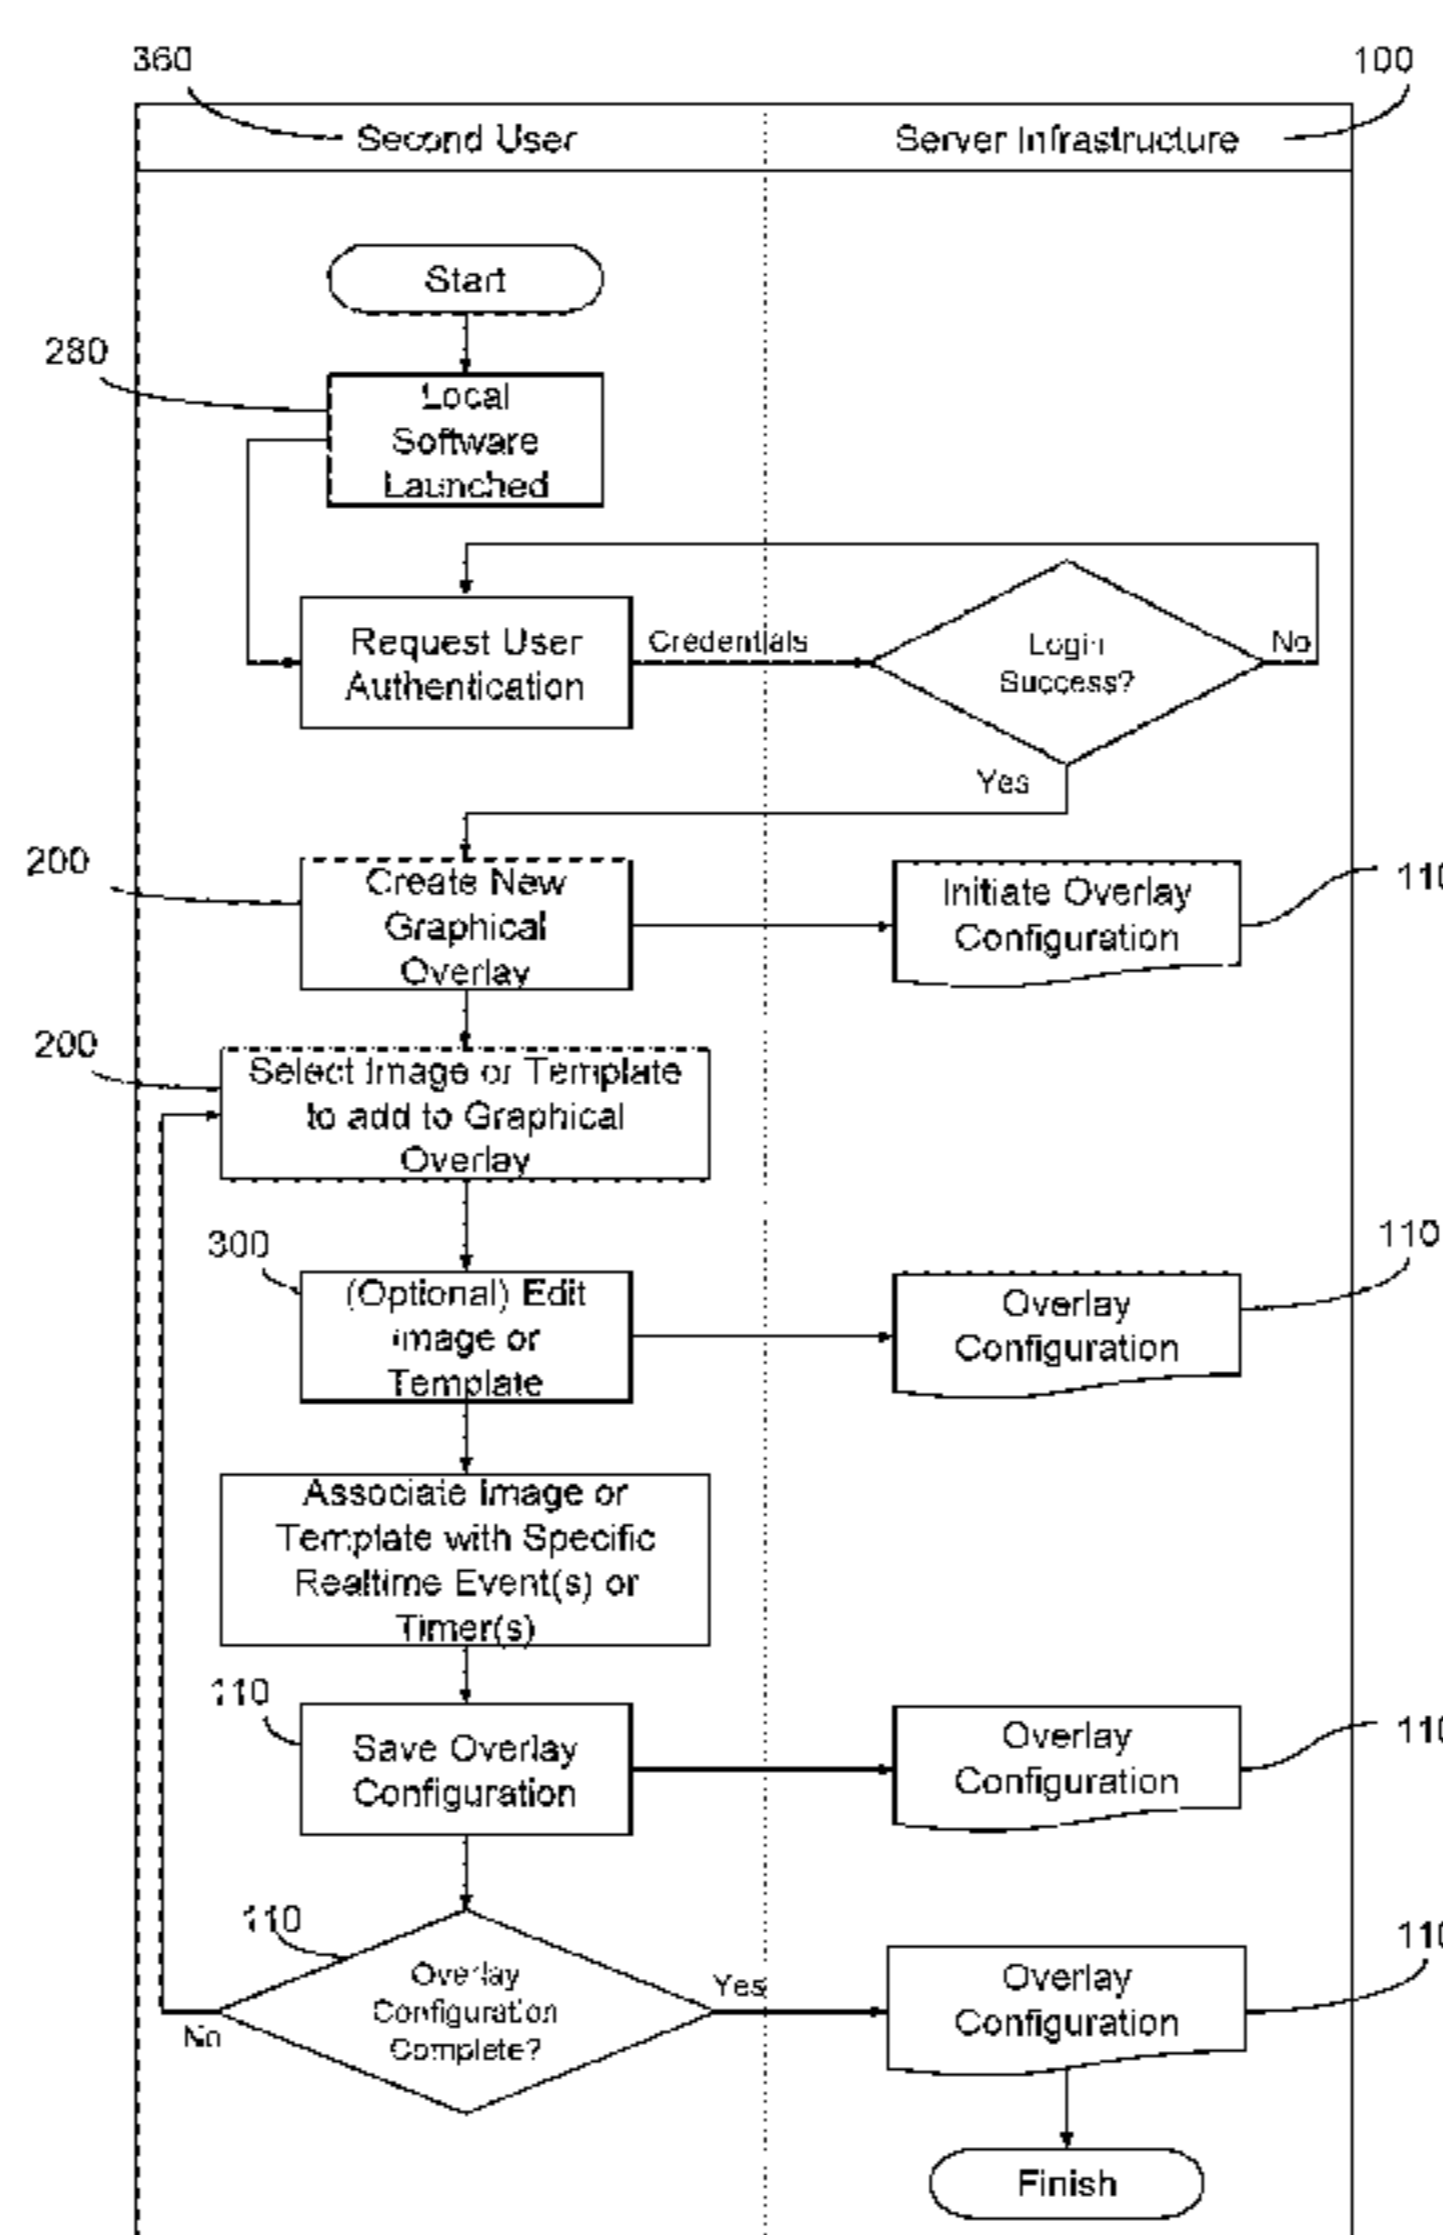 360
100
Second User
Server Infrastructure
Start
280
Local
Software
Launched
Request User
Authentication
Credentials
Login
Success?
No
Yes
200
Create New
Graphical
Overlay
Initiate Overlay
Configuration
110
200
Select Image or Template
to add to Graphical
Overlay
300
(Optional) Edit
Image or
Template
Overlay
Configuration
110
Associate Image or
Template with Specific
Realtime Event(s) or
Timer(s)
110
Save Overlay
Configuration
Overlay
Configuration
110
110
Overlay
Configuration
Complete?
No
Yes
Overlay
Configuration
110
Finish